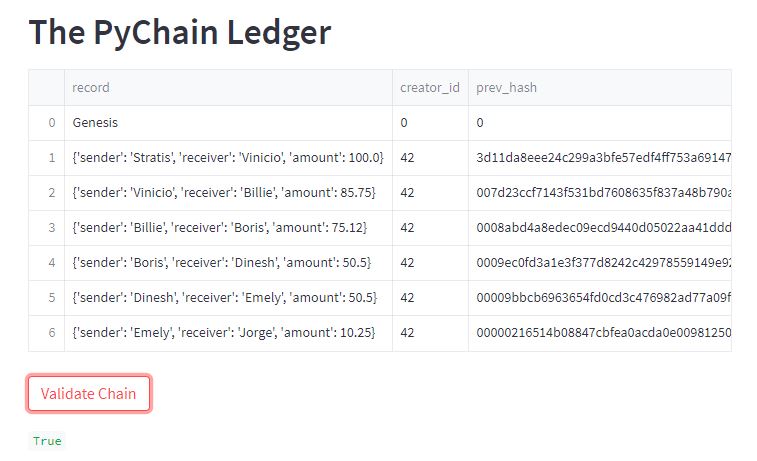 The PyChain Ledger
record creator_id prev_hash
0 Genesis 0 0
1 {'sender': 'Stratis', 'receiver': 'Vinicio', 'amount': 100.0} 42 3d11da8eee24c299a3bfe57edf4ff753a69147
2 {'sender': 'Vinicio', 'receiver': 'Billie', 'amount': 85.75} 42 007d23ccf7143f531bd7608635f837a48b790a
3 {'sender': 'Billie', 'receiver': 'Boris', 'amount': 75.12} 42 0008abd4a8edec09ecd9440d05022aa41ddd
4 {'sender': 'Boris', 'receiver': 'Dinesh', 'amount': 50.5} 42 0009ec0fd3a1e3f377d8242c42978559149e92
5 {'sender': 'Dinesh', 'receiver': 'Emely', 'amount': 50.5} 42 00009bbcb6963654fd0cd3c476982ad77a09f
6 {'sender': 'Emely', 'receiver': 'Jorge', 'amount': 10.25} 42 00000216514b08847cbfea0acda0e00981250
Validate Chain
True